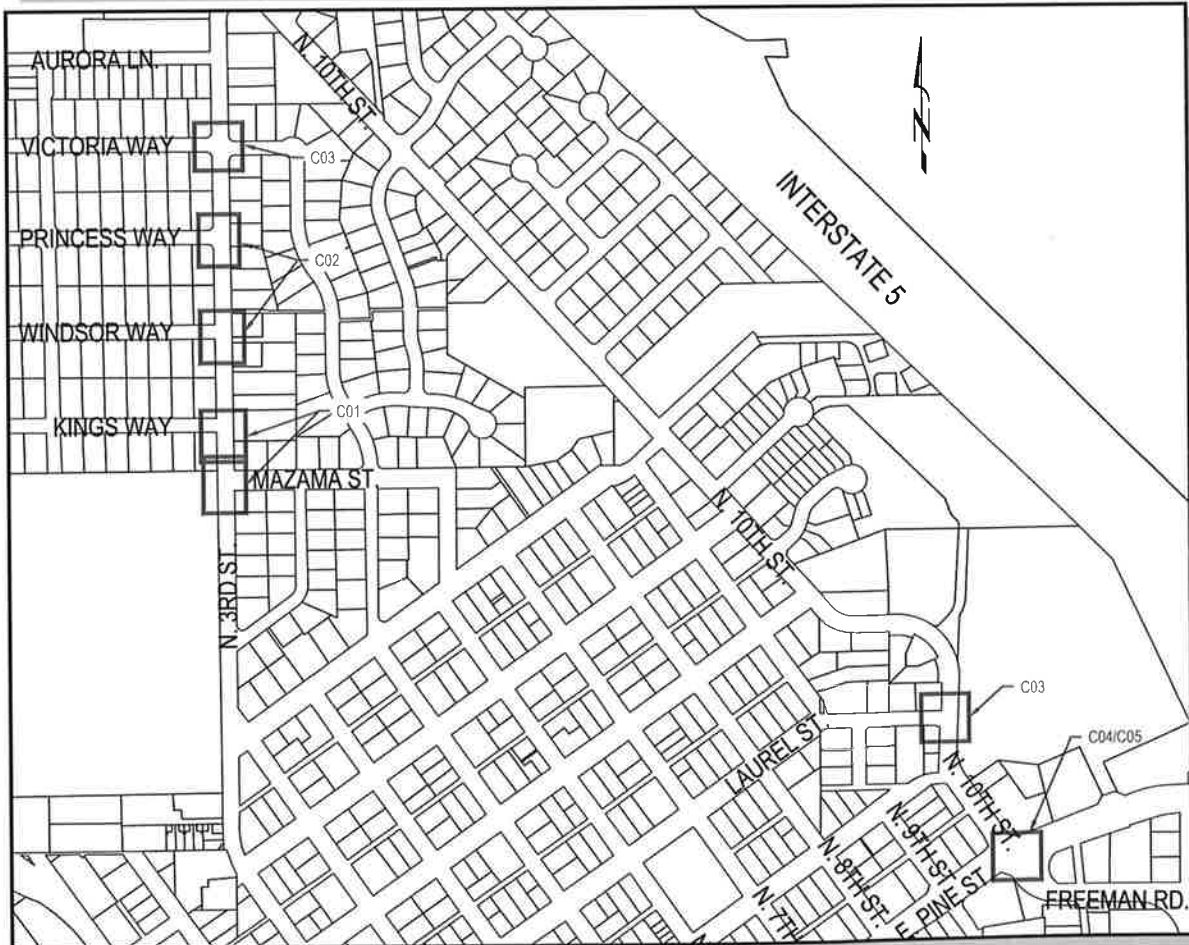 AURORA LN.
N. 10TH ST.
VICTORIA WAY
C03
N
INTERSTATE 5
PRINCESS WAY
C02
WINDSOR WAY
C01
KINGS WAY
MAZAMA ST.
N. 10TH ST.
N. 3RD ST.
C03
LAUREL ST.
C04/C05
N. 10TH ST.
N. 9TH ST.
E. PINE ST.
N. 8TH ST.
N. 7TH
FREEMAN RD.